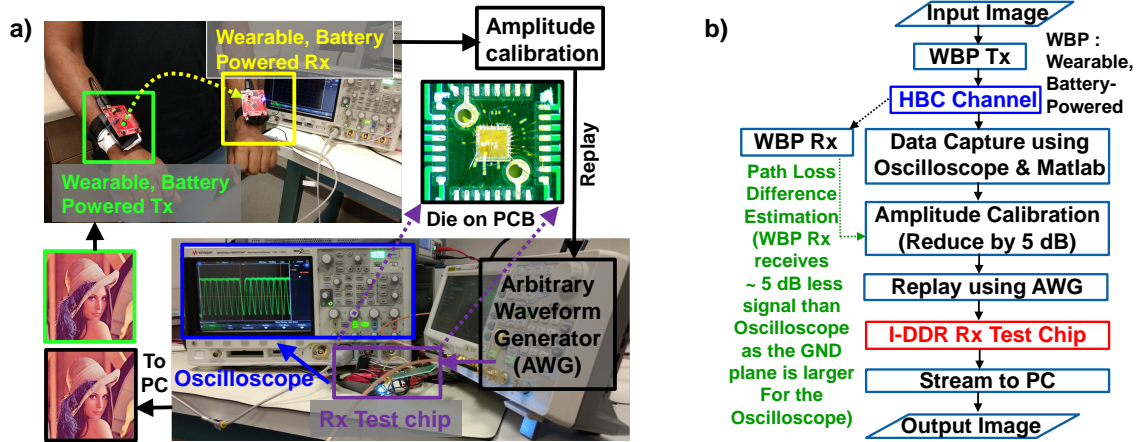 a)
Wearable, Battery
Powered Rx
Amplitude
calibration
Wearable, Battery
Powered Tx
Replay
Die on PCB
Arbitrary
Waveform
Generator
(AWG)
Oscilloscope
Rx Test chip
To
PC
b)
Input Image
WBP Tx
WBP :
Wearable,
Battery-
Powered
HBC Channel
WBP Rx
Data Capture using
Oscilloscope & Matlab
Path Loss
Difference
Estimation
(WBP Rx
receives
~ 5 dB less
signal than
Oscilloscope
as the GND
plane is larger
For the
Oscilloscope)
Amplitude Calibration
(Reduce by 5 dB)
Replay using AWG
I-DDR Rx Test Chip
Stream to PC
Output Image